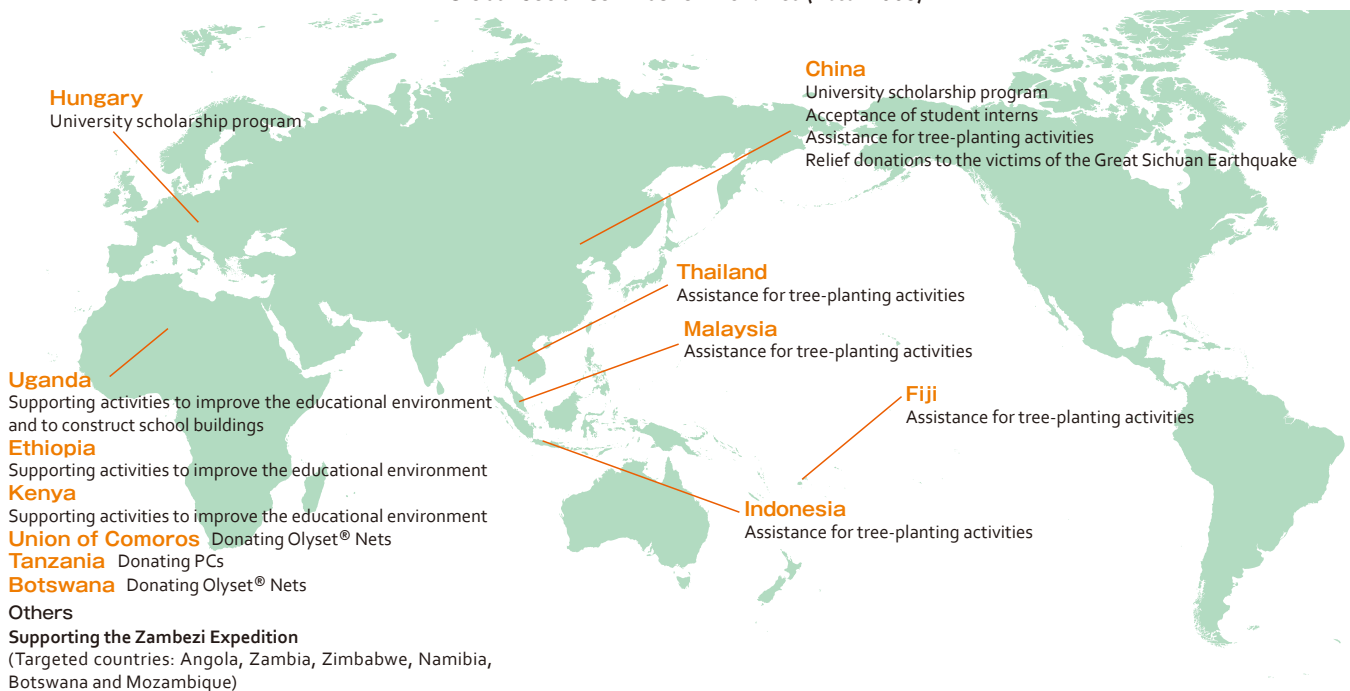 Hungary
University scholarship program
China
University scholarship program
Acceptance of student interns
Assistance for tree-planting activities
Relief donations to the victims of the Great Sichuan Earthquake
Thailand
Assistance for tree-planting activities
Malaysia
Assistance for tree-planting activities
Fiji
Assistance for tree-planting activities
Indonesia
Assistance for tree-planting activities
Uganda
Supporting activities to improve the educational environment
and to construct school buildings
Ethiopia
Supporting activities to improve the educational environment
Kenya
Supporting activities to improve the educational environment
Union of Comoros Donating Olyset® Nets
Tanzania Donating PCs
Botswana Donating Olyset® Nets
Others
Supporting the Zambezi Expedition
(Targeted countries: Angola, Zambia, Zimbabwe, Namibia,
Botswana and Mozambique)